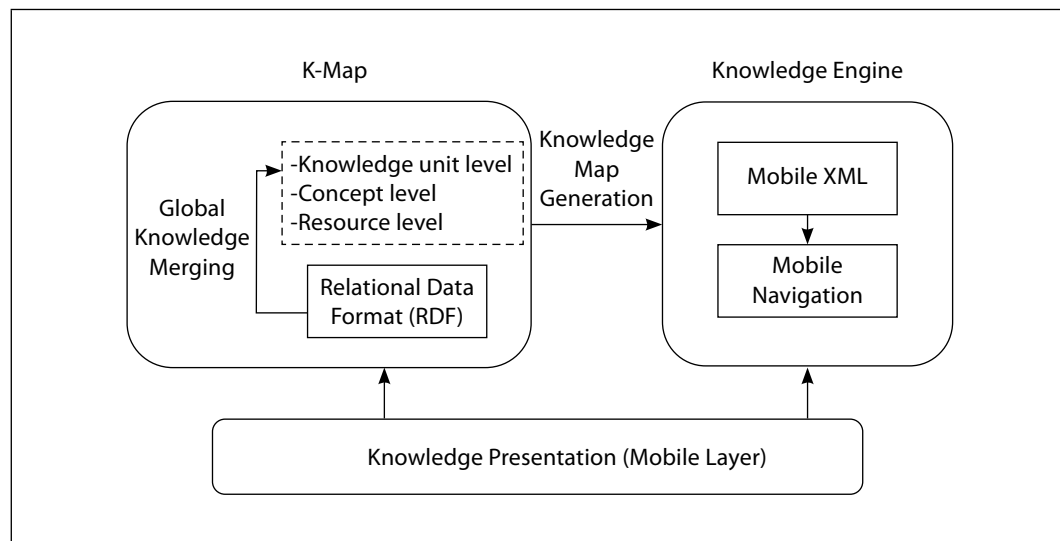 K-Map
-Knowledge unit level
-Concept level
-Resource level
Global
Knowledge
Merging
Relational Data
Format (RDF)
Knowledge
Map
Generation
Knowledge Engine
Mobile XML
Mobile
Navigation
Knowledge Presentation (Mobile Layer)